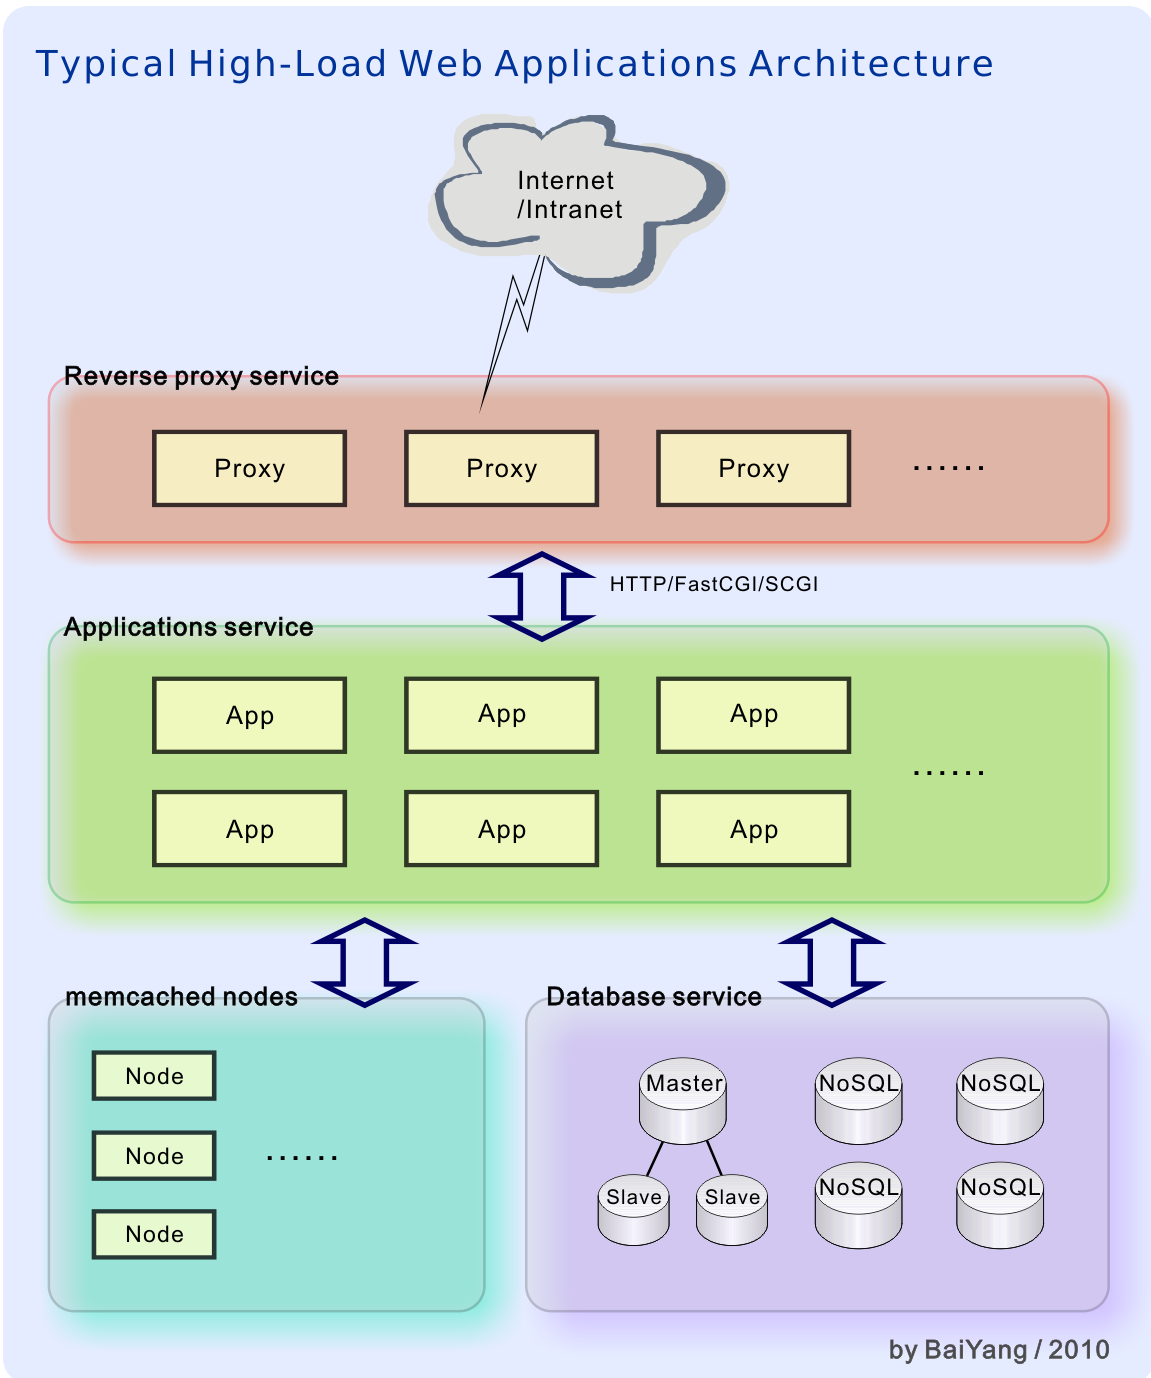 Typical High-Load Web Applications Architecture
Internet
/Intranet
Reverse proxy service
Proxy
Proxy
Proxy
......
HTTP/FastCGI/SCGI
Applications service
App
App
App
......
App
App
App
memcached nodes
Node
Node
......
Node
Database service
Master
NoSQL
NoSQL
Slave
Slave
NoSQL
NoSQL
by BaiYang / 2010